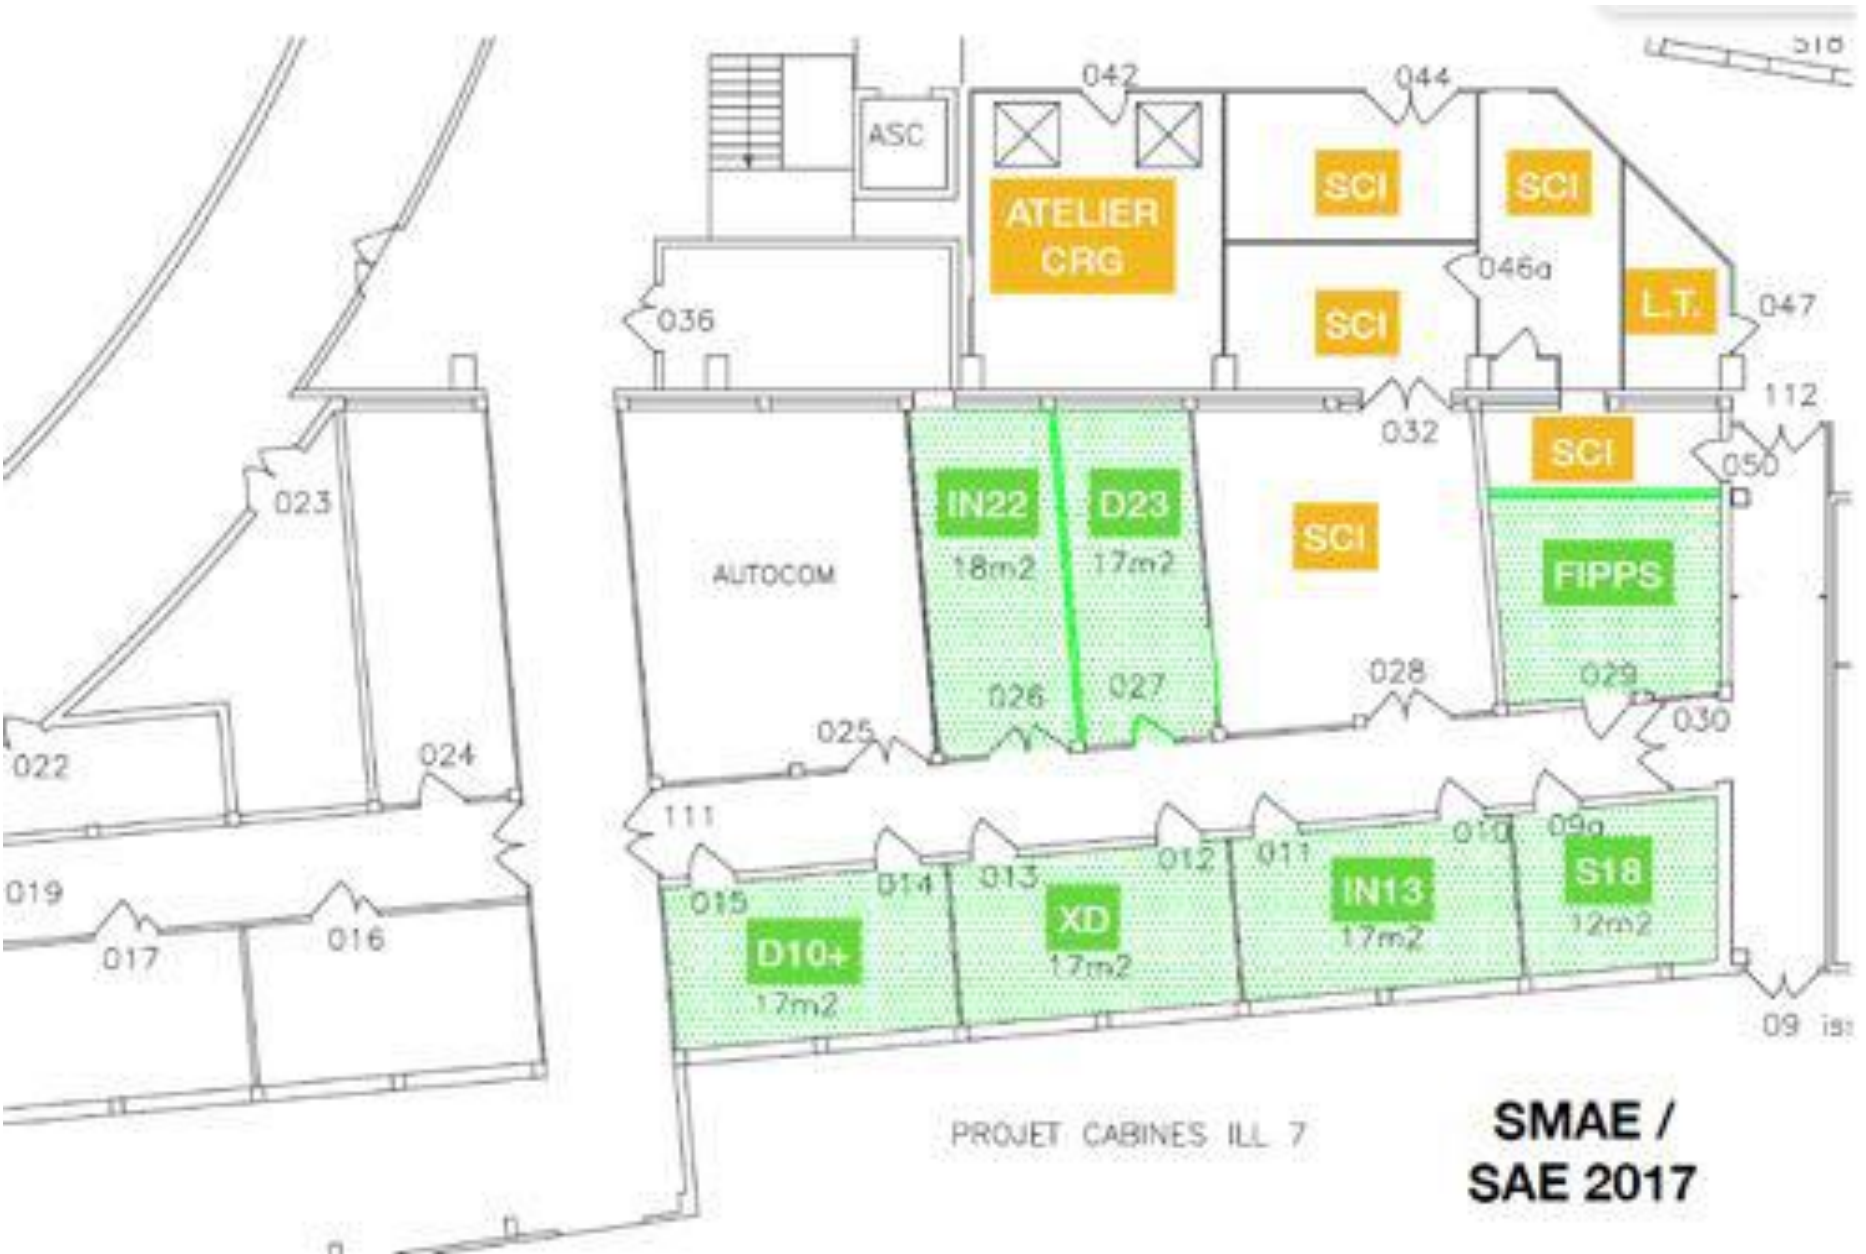 S18
042
044
ASC
SCI
SCI
ATELIER
CRG
046a
L.T.
047
036
SCI
112
032
SCI
050
023
IN22
D23
SCI
18m2
17m2
AUTOCOM
FIPPS
028
029
026
027
030
025
022
024
111
010
09a
012
011
013
014
015
S18
IN13
12m2
17m2
XD
17m2
D10+
17m2
019
016
017
09
PROJET CABINES ILL 7
SMAE /
SAE 2017